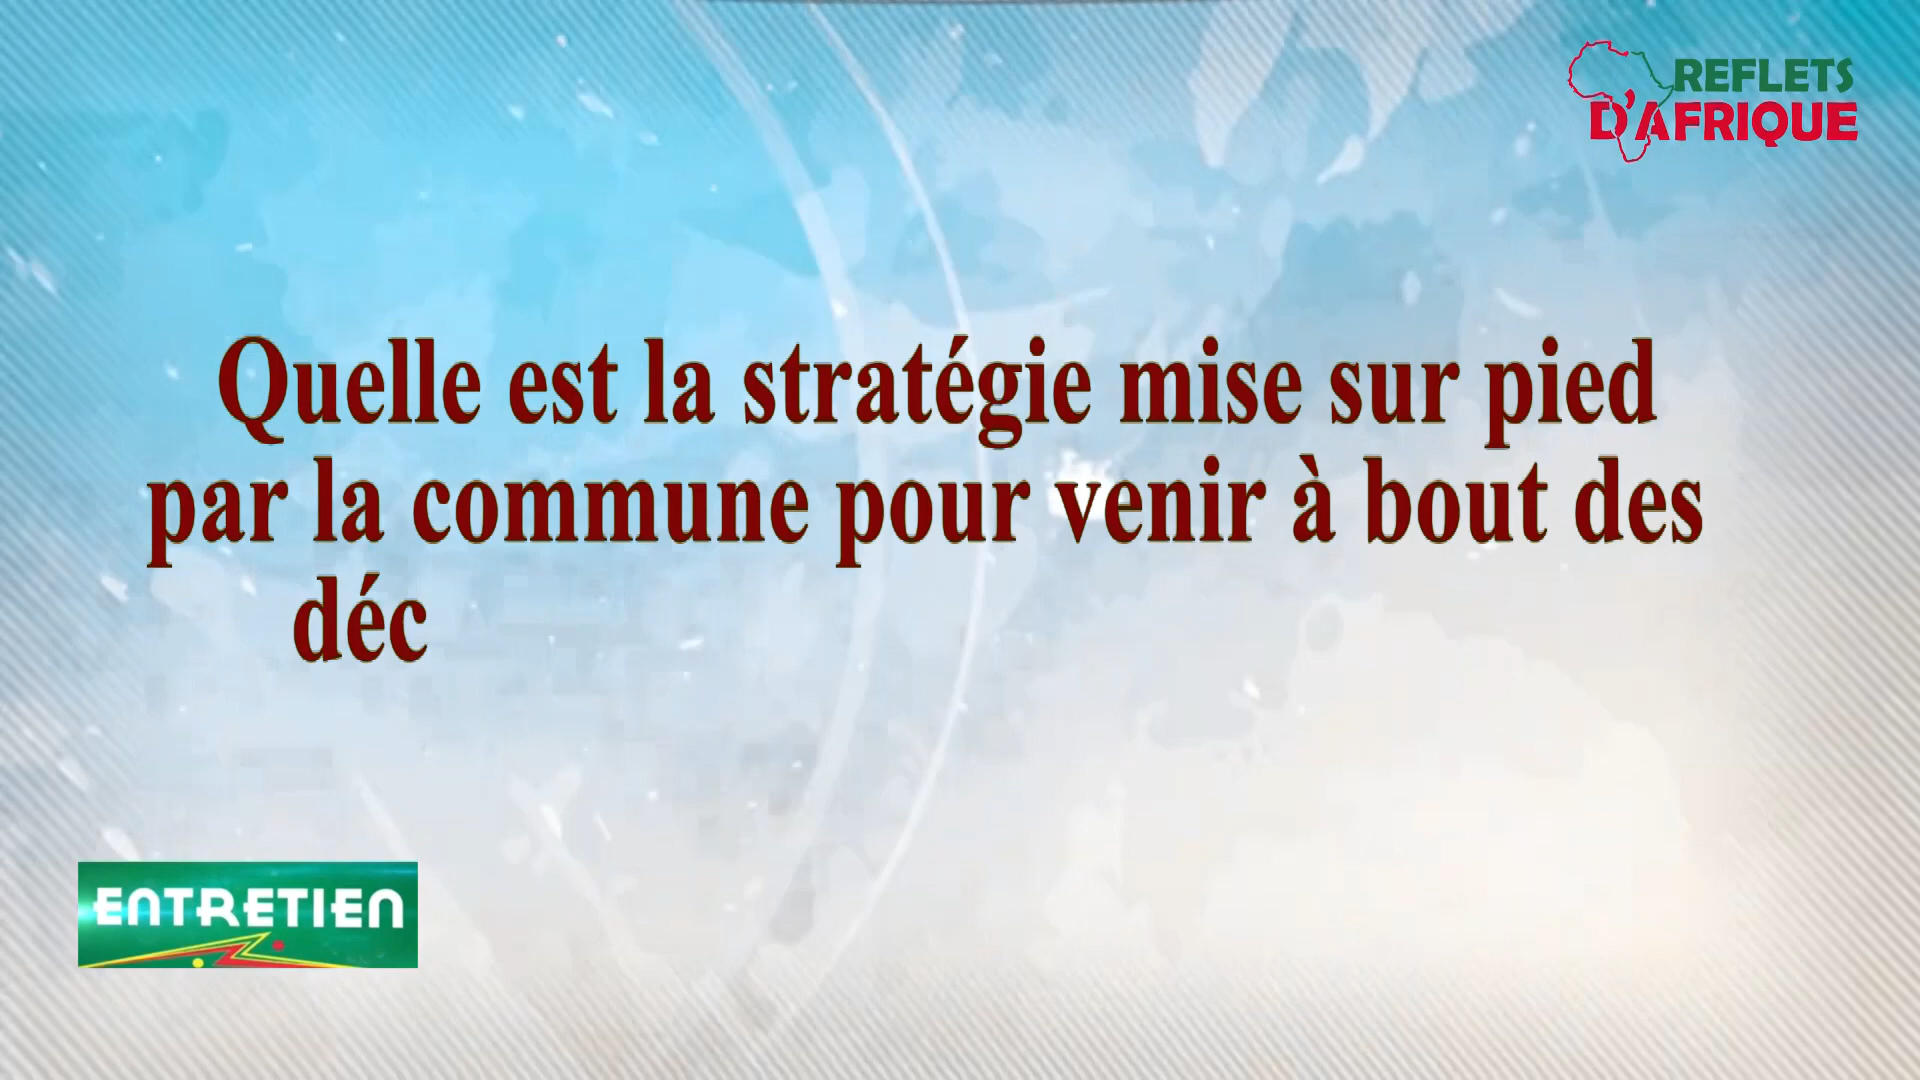 REFLETS
D'AFRIQUE
Quelle est la stratégie mise sur pied
par la commune pour venir à bout des
déc
ENTRETIEN